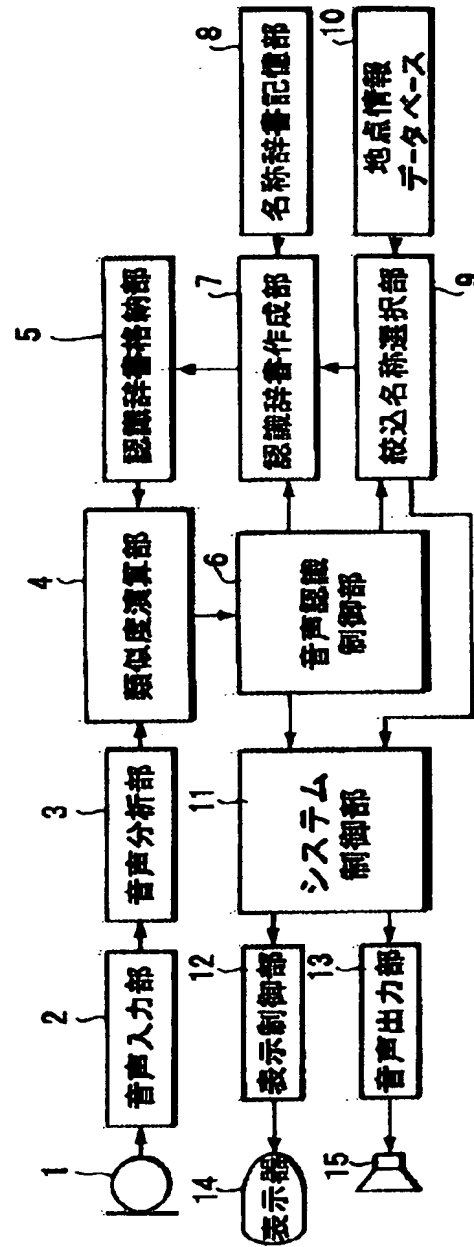 1
2
音声入力部
3
音声分析部
4
類似度演算部
5
認識辞書格納部
6
音声認識
制御部
7
認識辞書作成部
8
名称辞書記憶部
9
絞込名称選択部
10
地点情報
データベース
11
システム
制御部
12
表示制御部
13
音声出力部
14
表示器
15